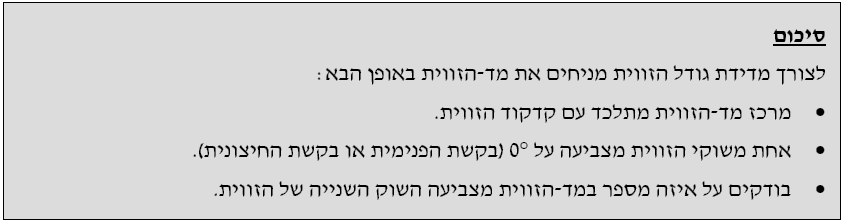 סיכום
לצורך מדידת גודל הזווית מניחים את מד-הזווית באופן הבא:
• מרכז מד-הזווית מתלכד עם קדקוד הזווית.
• אחת משוקי הזווית מצביעה על 0° (בקשת הפנימית או בקשת החיצונית).
• בודקים על איזה מספר במד-הזווית מצביעה השוק השנייה של הזווית.